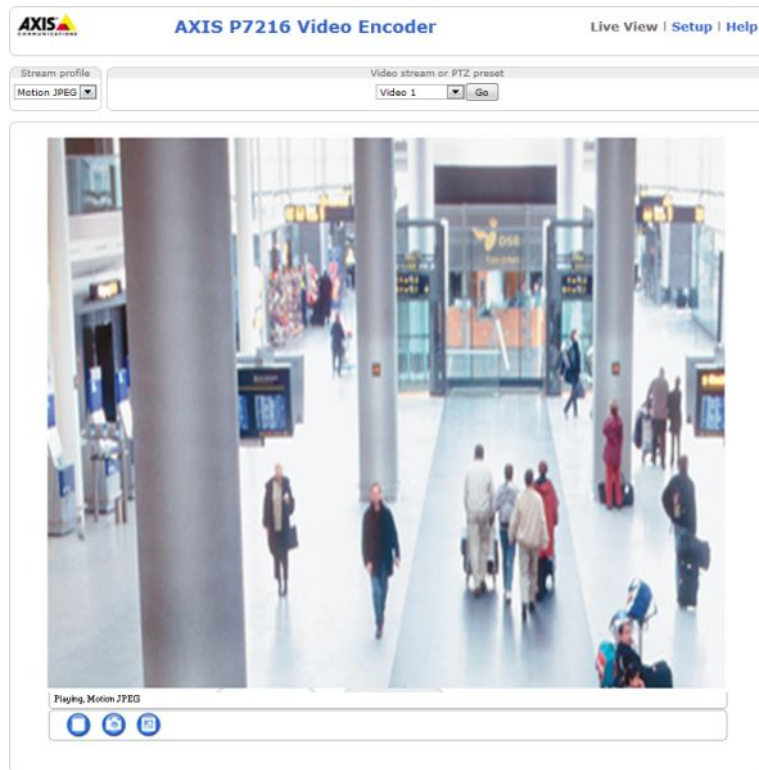 AXIS
COMMUNICATIONS
AXIS P7216 Video Encoder
Live View | Setup | Help
Stream profile
Video stream or PTZ preset
Motion JPEG
Video 1
Go
DSB
Playing, Motion JPEG